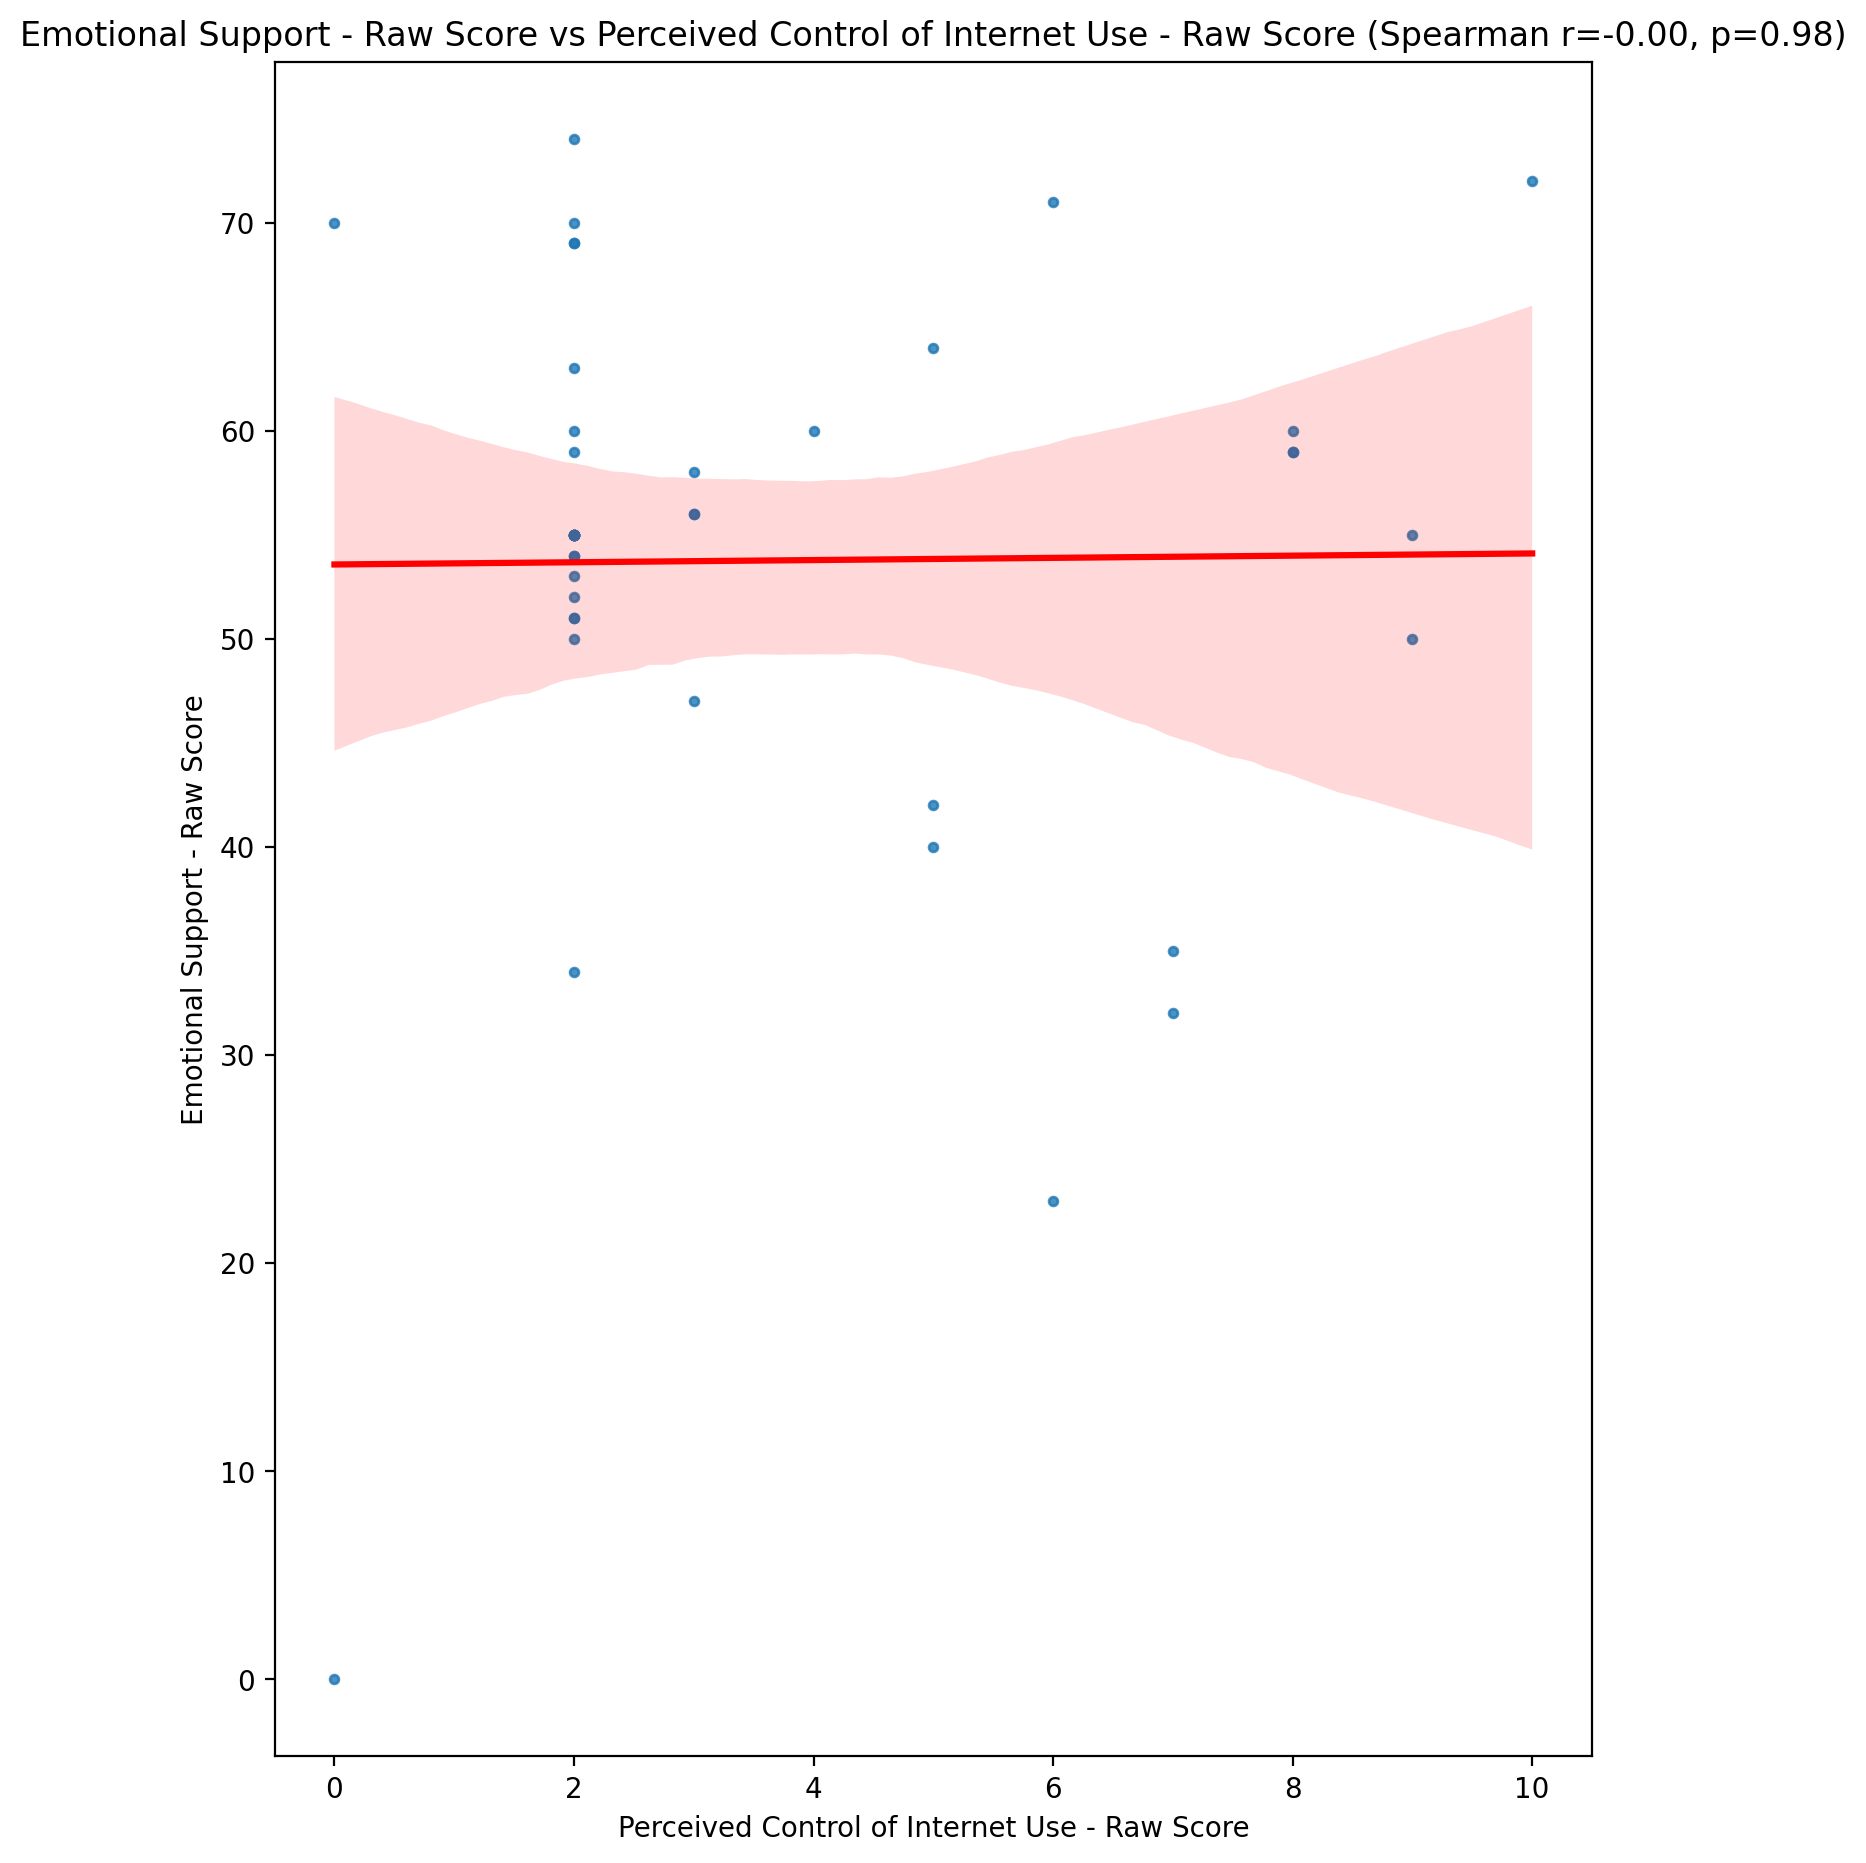 Emotional Support - Raw Score vs Perceived Control of Internet Use - Raw Score (Spearman r=-0.00, p=0.98)
70
60
50
40
30
20
10
0
Emotional Support - Raw Score
0 2 4 6 8 10
Perceived Control of Internet Use - Raw Score